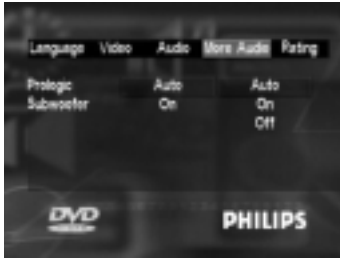 Language Video Audio More Audio Rating
Prologic Auto Auto
Subwoofer On On
Off
DVD PHILIPS